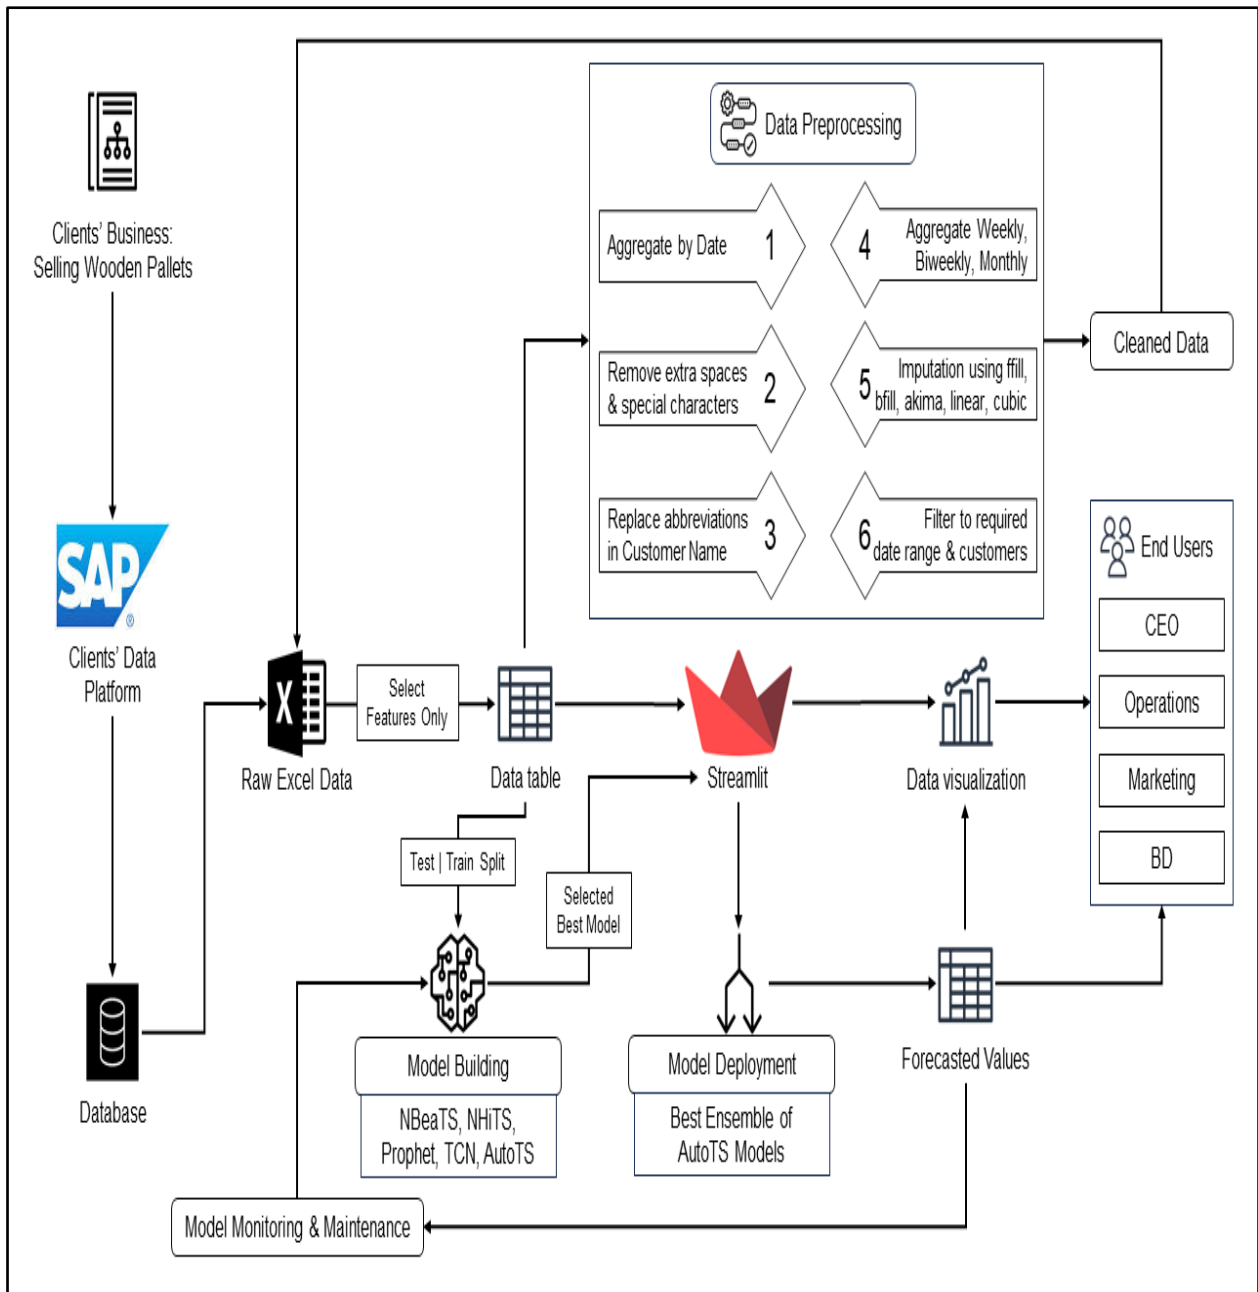 Data Preprocessing
Clients' Business:
Selling Wooden Pallets
Aggregate by Date
1
4
Aggregate Weekly,
Biweekly, Monthly
Remove extra spaces
& special characters
2
5
Imputation using ffill,
bfill, akima, linear, cubic
Replace abbreviations
in Customer Name
3
6
Filter to required
date range & customers
Cleaned Data
SAP
®
Clients' Data
Platform
End Users
CEO
Operations
Marketing
BD
X
Raw Excel Data
Select
Features Only
Data table
Streamlit
Data visualization
Test | Train Split
Selected
Best Model
Database
Model Building
NBeaTS, NHiTS,
Prophet, TCN, AutoTS
Model Deployment
Best Ensemble of
AutoTS Models
Forecasted Values
Model Monitoring & Maintenance